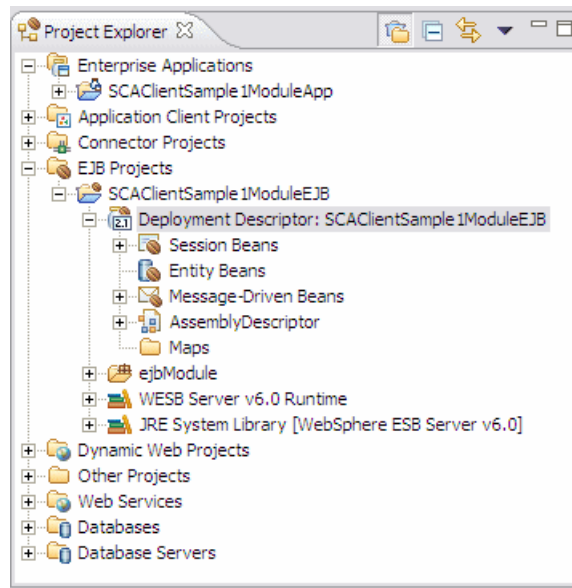 Project Explorer
Enterprise Applications
SCAClientSample1ModuleApp
Application Client Projects
Connector Projects
EJB Projects
SCAClientSample1ModuleEJB
2.1 Deployment Descriptor: SCAClientSample1ModuleEJB
Session Beans
Entity Beans
Message-Driven Beans
AssemblyDescriptor
Maps
ejbModule
WESB Server v6.0 Runtime
JRE System Library [WebSphere ESB Server v6.0]
Dynamic Web Projects
Other Projects
Web Services
Databases
Database Servers